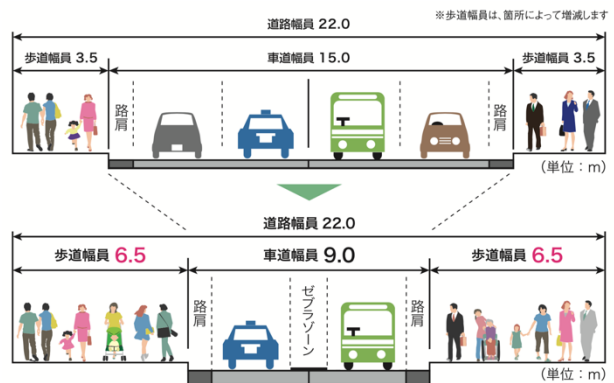 ※歩道幅員は、箇所によって増減します
道路幅員 22.0
歩道幅員 3.5
車道幅員 15.0
歩道幅員 3.5
路肩
路肩
(単位：m)
道路幅員 22.0
歩道幅員 6.5
車道幅員 9.0
歩道幅員 6.5
路肩
ゼブラゾーン
路肩
(単位：m)